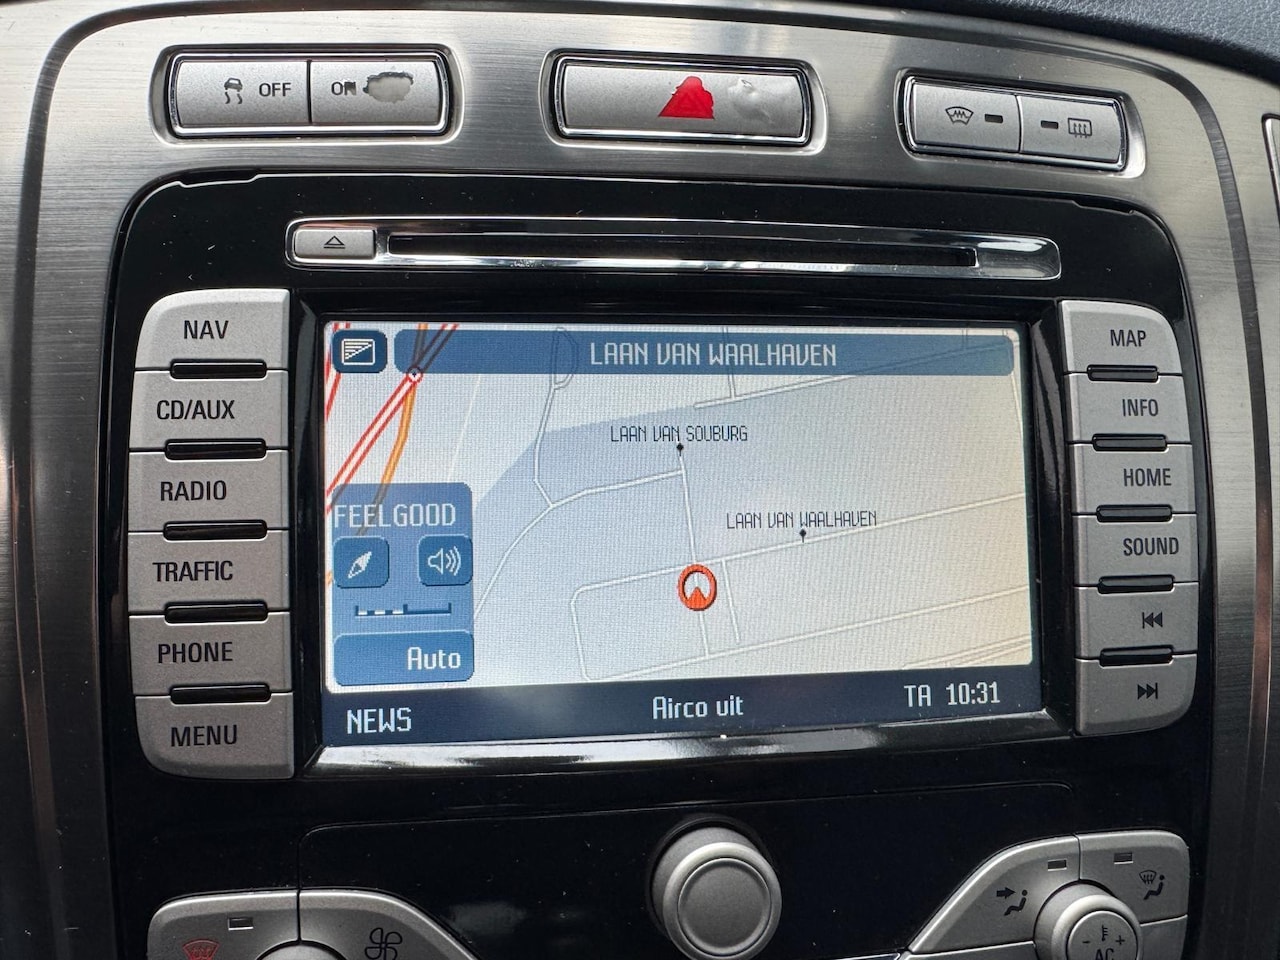 OFF
ON
NAV
CD/AUX
RADIO
TRAFFIC
PHONE
MENU
LAAN VAN WAALHAVEN
LAAN VAN SOUBURG
LAAN VAN WAALHAVEN
FEELGOOD
Auto
NEWS
Airco uit
TA 10:31
MAP
INFO
HOME
SOUND
- +
AC